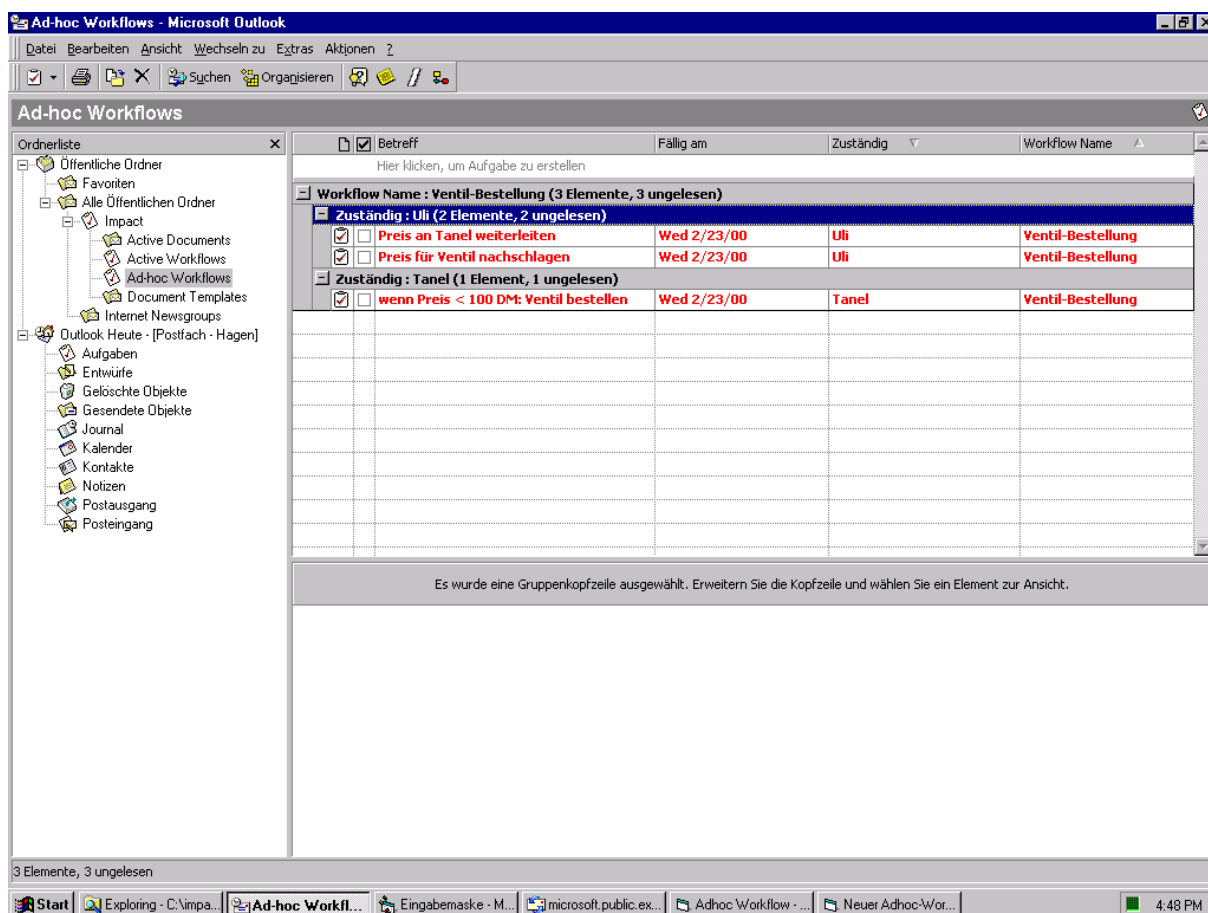 Ad-hoc Workflows - Microsoft Outlook
Datei Bearbeiten Ansicht Wechseln zu Extras Aktionen ?
Suchen Organisieren
Ad-hoc Workflows
Ordnerliste
Öffentliche Ordner
Favoriten
Alle Öffentlichen Ordner
Impact
Active Documents
Active Workflows
Ad-hoc Workflows
Document Templates
Internet Newsgroups
Outlook Heute - [Postfach - Hagen]
Aufgaben
Entwürfe
Gelöschte Objekte
Gesendete Objekte
Journal
Kalender
Kontakte
Notizen
Postausgang
Posteingang
Betreff Fällig am Zuständig Workflow Name
Hier klicken, um Aufgabe zu erstellen
Workflow Name : Ventil-Bestellung (3 Elemente, 3 ungelesen)
Zuständig : Uli (2 Elemente, 2 ungelesen)
Preis an Tanel weiterleiten Wed 2/23/00 Uli Ventil-Bestellung
Preis für Ventil nachschlagen Wed 2/23/00 Uli Ventil-Bestellung
Zuständig : Tanel (1 Element, 1 ungelesen)
wenn Preis < 100 DM: Ventil bestellen Wed 2/23/00 Tanel Ventil-Bestellung
Es wurde eine Gruppenkopfzeile ausgewählt. Erweitern Sie die Kopfzeile und wählen Sie ein Element zur Ansicht.
3 Elemente, 3 ungelesen
Start Exploring - C:\impa... Ad-hoc Workfl... Eingabemaske - M... microsoft.public.ex... Adhoc Workflow - ... Neuer Adhoc-Wor... 4:48 PM